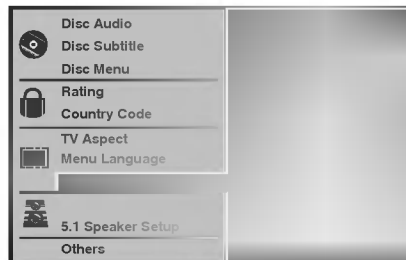 Disc Audio
Disc Subtitle
Disc Menu
Rating
Country Code
TV Aspect
Menu Language
5.1 Speaker Setup
Others